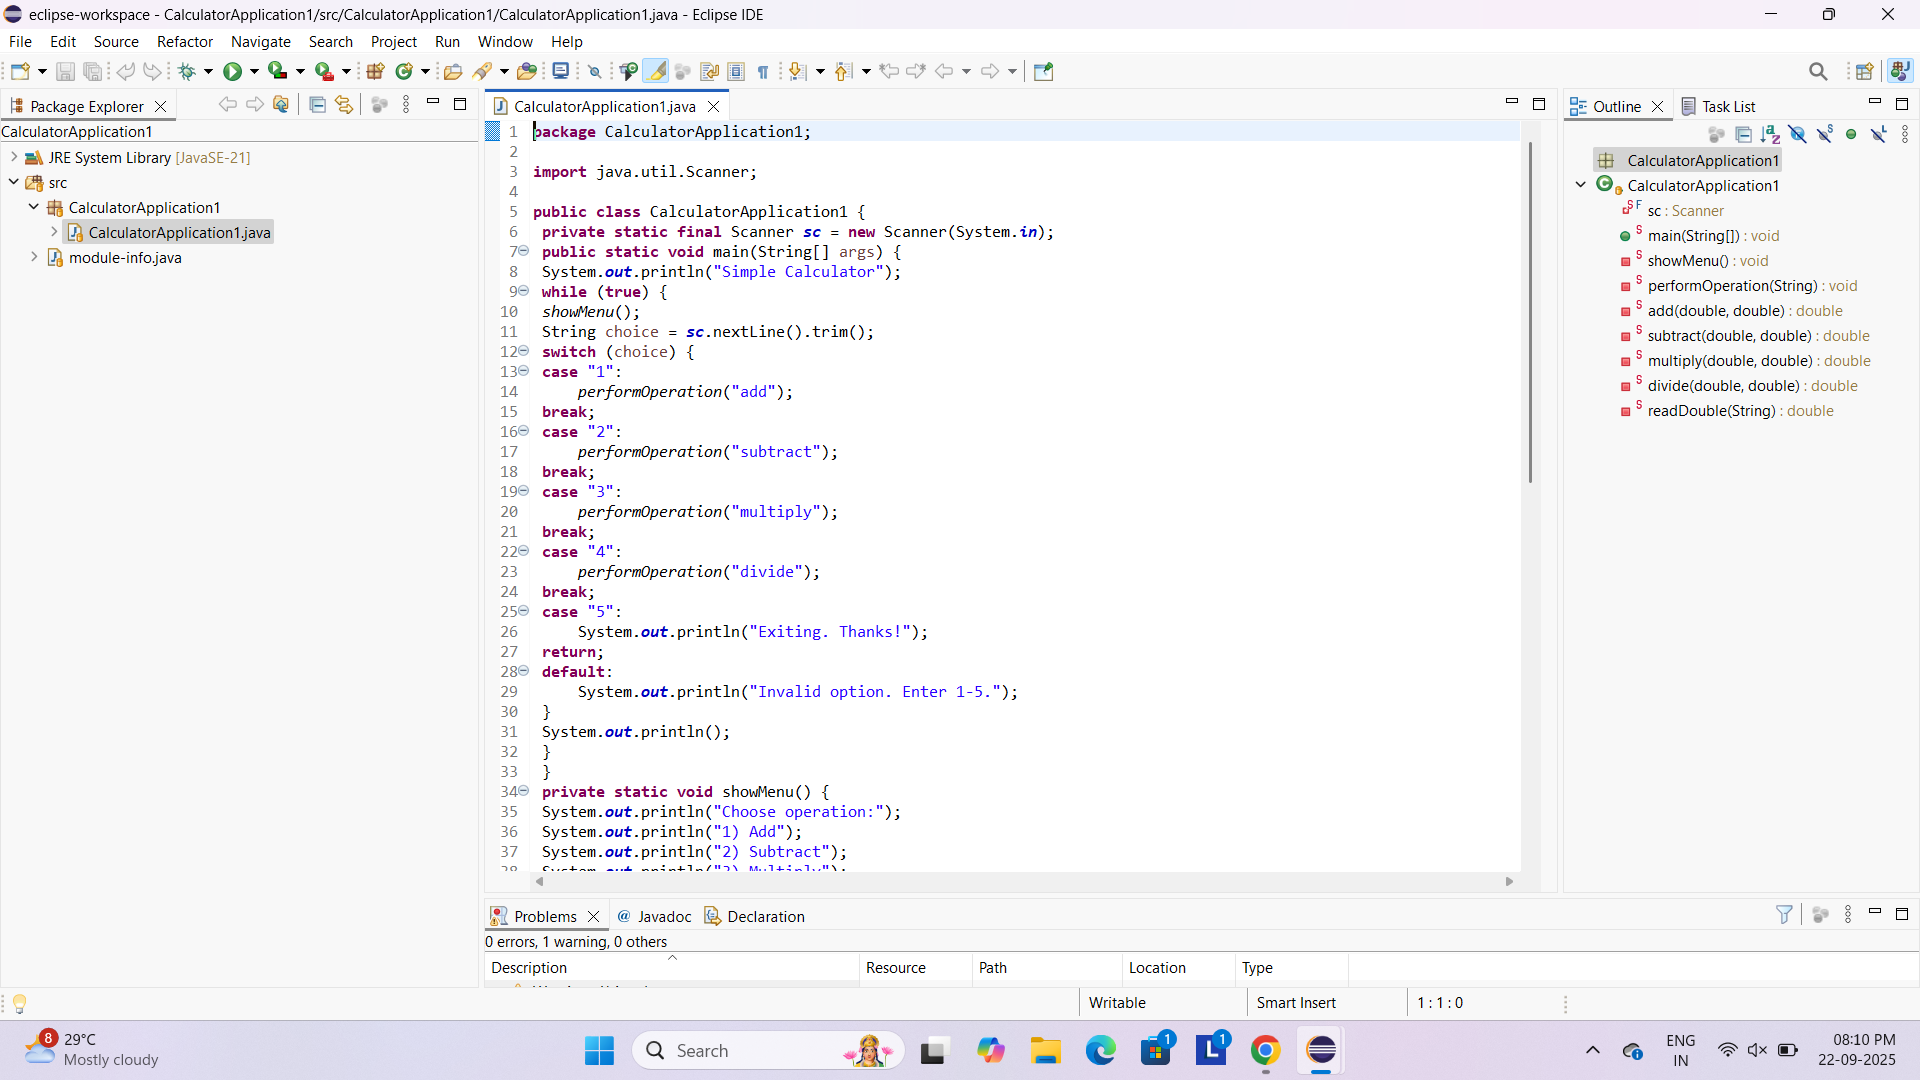 eclipse-workspace - CalculatorApplication1/src/CalculatorApplication1/CalculatorApplication1.java - Eclipse IDE
File Edit Source Refactor Navigate Search Project Run Window Help
Package Explorer
CalculatorApplication1
JRE System Library [JavaSE-21]
src
CalculatorApplication1
CalculatorApplication1.java
module-info.java
CalculatorApplication1.java
1 package CalculatorApplication1;
2
3 import java.util.Scanner;
4
5 public class CalculatorApplication1 {
6 private static final Scanner sc = new Scanner(System.in);
7 public static void main(String[] args) {
8 System.out.println("Simple Calculator");
9 while (true) {
10 showMenu();
11 String choice = sc.nextLine().trim();
12 switch (choice) {
13 case "1":
14 performOperation("add");
15 break;
16 case "2":
17 performOperation("subtract");
18 break;
19 case "3":
20 performOperation("multiply");
21 break;
22 case "4":
23 performOperation("divide");
24 break;
25 case "5":
26 System.out.println("Exiting. Thanks!");
27 return;
28 default:
29 System.out.println("Invalid option. Enter 1-5.");
30 }
31 System.out.println();
32 }
33 }
34 private static void showMenu() {
35 System.out.println("Choose operation:");
36 System.out.println("1) Add");
37 System.out.println("2) Subtract");
38 System.out.println("3) Multiply");
Outline Task List
CalculatorApplication1
CalculatorApplication1
sc : Scanner
main(String[]) : void
showMenu() : void
performOperation(String) : void
add(double, double) : double
subtract(double, double) : double
multiply(double, double) : double
divide(double, double) : double
readDouble(String) : double
Problems Javadoc Declaration
0 errors, 1 warning, 0 others
Description Resource Path Location Type
Writable Smart Insert 1 : 1 : 0
8 29°C
Mostly cloudy
Search
1
L 1
ENG
IN
08:10 PM
22-09-2025